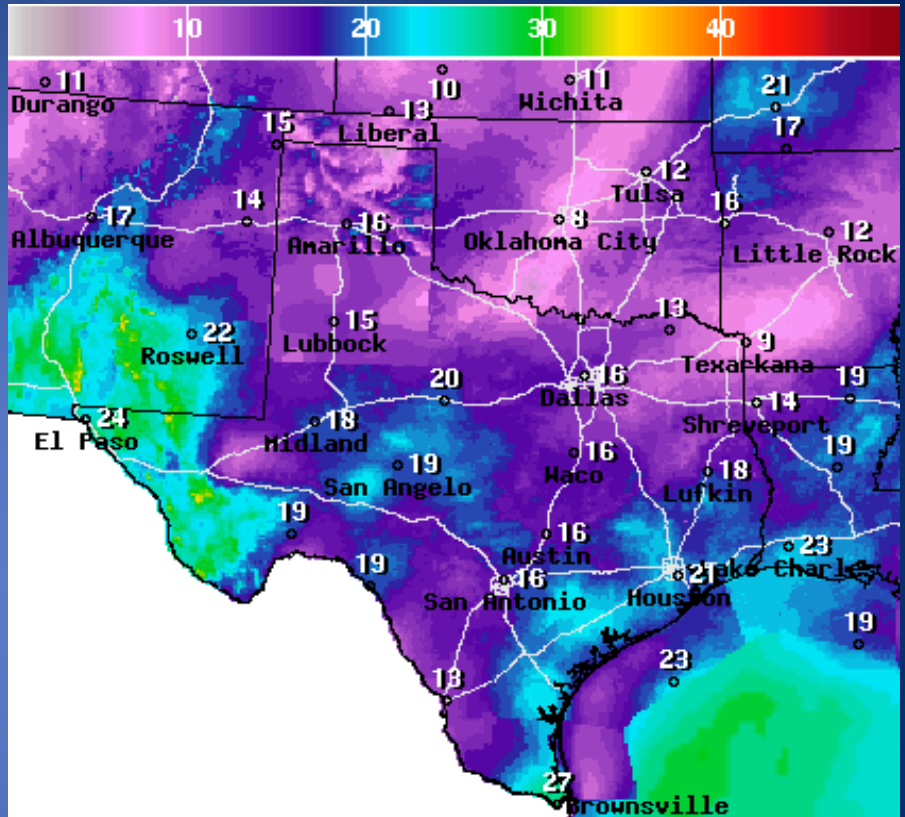 10
20
30
40
11
Durango
10
11
Wichita
21
13
Liberal
15
17
12
Tulsa
17
Albuquerque
14
16
Amarillo
8
Oklahoma City
16
12
Little Rock
22
Roswell
15
Lubbock
13
9
Texarkana
16
Dallas
20
14
Shreveport
19
24
El Paso
18
Midland
19
San Angelo
16
Waco
18
Lufkin
19
19
16
Austin
23
19
16
San Antonio
21
Houston
19
23
13
27
Brownsville